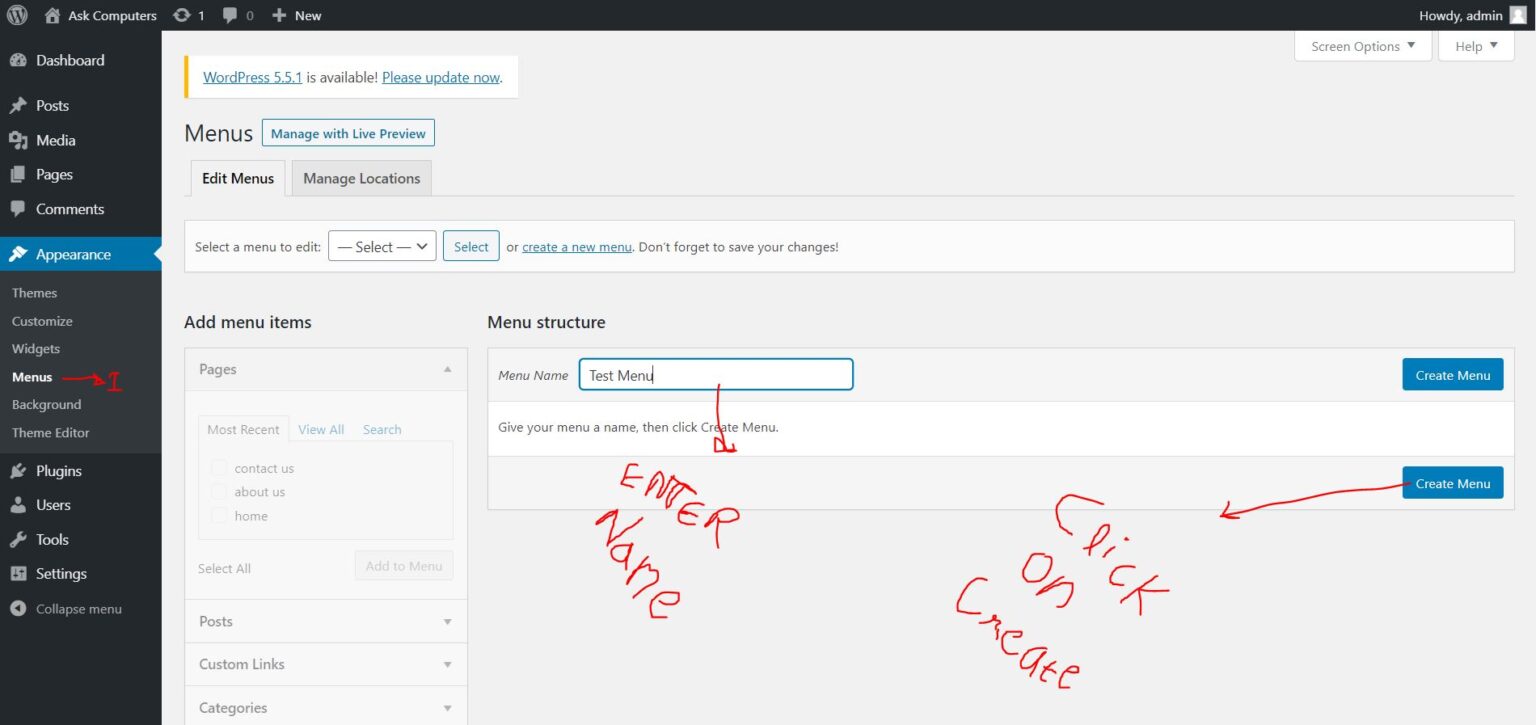 Ask Computers 1 0 New Howdy, admin
Dashboard
Posts
Media
Pages
Comments
Appearance
Themes
Customize
Widgets
Menus I
Background
Theme Editor
Plugins
Users
Tools
Settings
Collapse menu
Screen Options Help
WordPress 5.5.1 is available! Please update now.
Menus Manage with Live Preview
Edit Menus Manage Locations
Select a menu to edit: — Select — Select or create a new menu. Don't forget to save your changes!
Add menu items
Pages
Most Recent View All Search
contact us
about us
home
Select All Add to Menu
Posts
Custom Links
Categories
Menu structure
Menu Name Test Menu Create Menu
Give your menu a name, then click Create Menu.
Create Menu
ENTER
Name
Click
On
Create